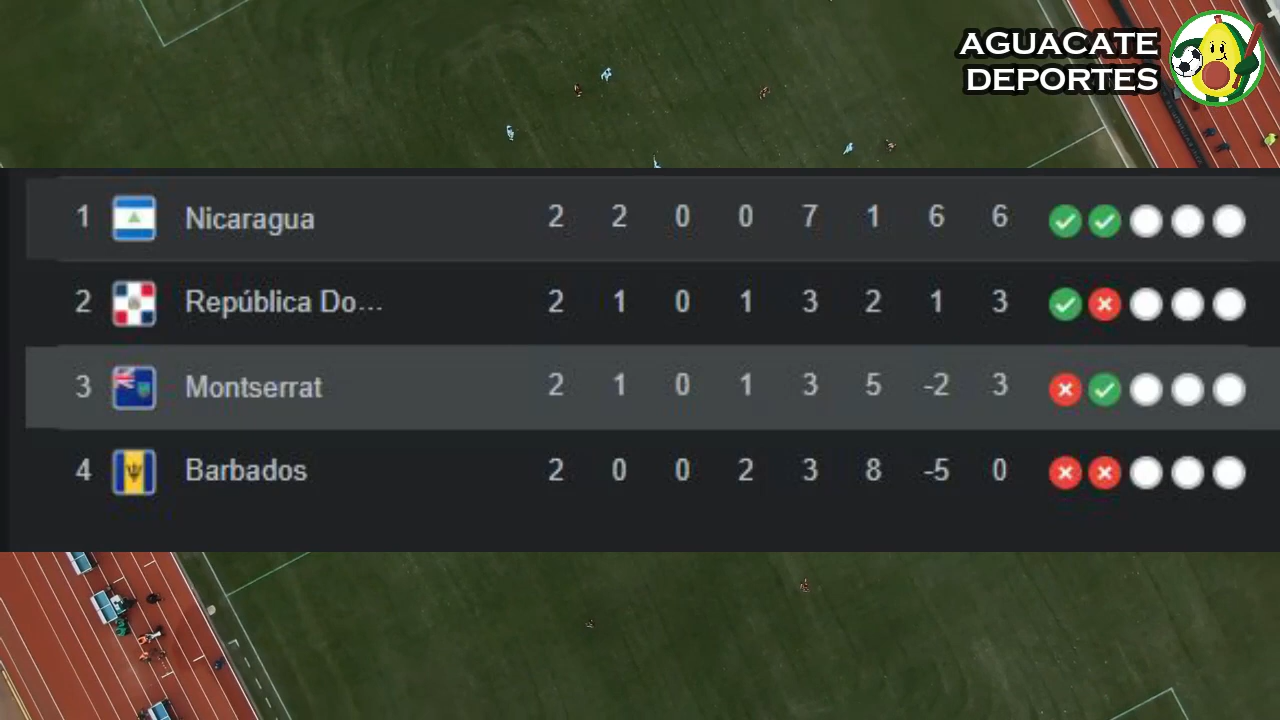 AGUACATE
DEPORTES
1 Nicaragua 2 2 0 0 7 1 6 6
2 República Do... 2 1 0 1 3 2 1 3
3 Montserrat 2 1 0 1 3 5 -2 3
4 Barbados 2 0 0 2 3 8 -5 0